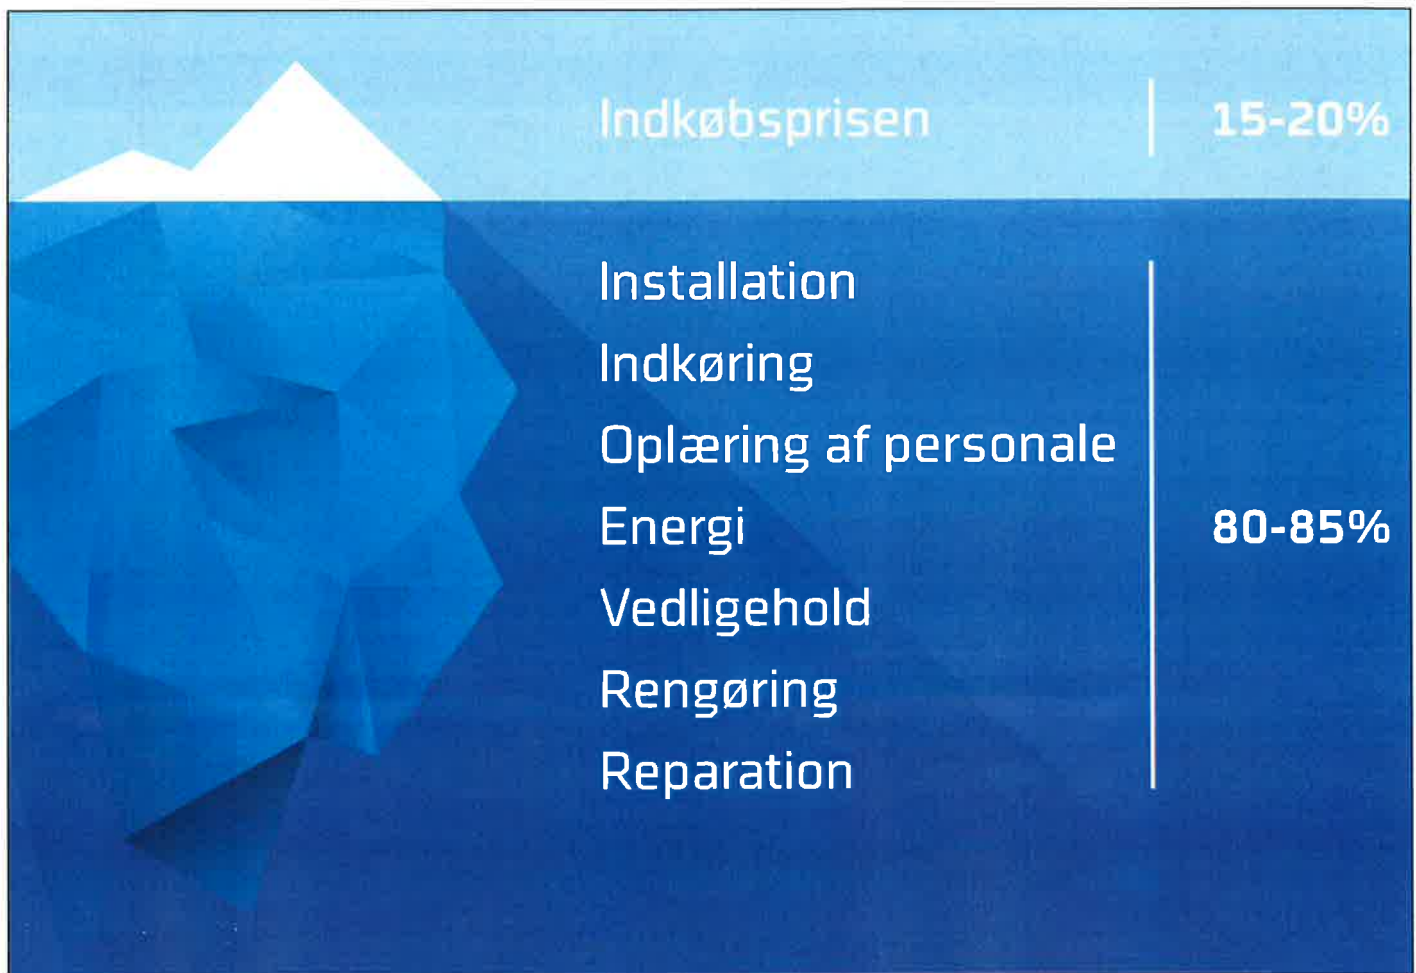 Indkøbsprisen 15-20%
Installation
Indkøring
Oplæring af personale
Energi 80-85%
Vedligehold
Rengøring
Reparation